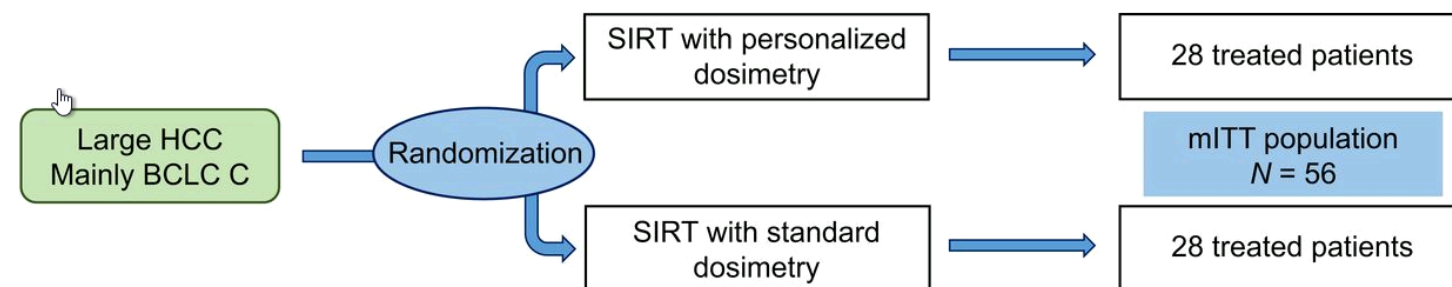 Large HCC
Mainly BCLC C
Randomization
SIRT with personalized
dosimetry
28 treated patients
mITT population
N = 56
SIRT with standard
dosimetry
28 treated patients